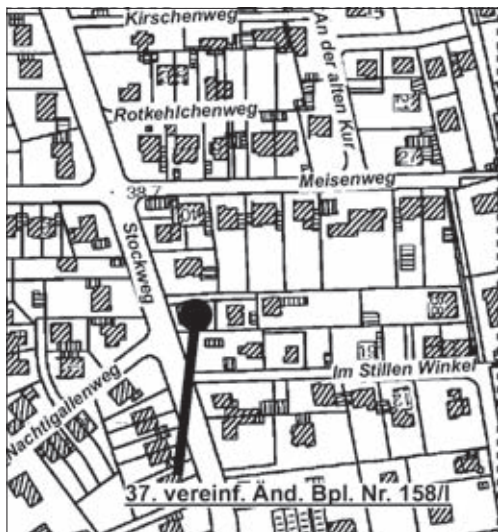 Kirschenweg
An der alten Kur
Rotkehlchenweg
Meisenweg
38.7
Stockweg
Im Stillen Winkel
Nachtigallenweg
37. vereinf. Änd. Bpl. Nr. 158/I